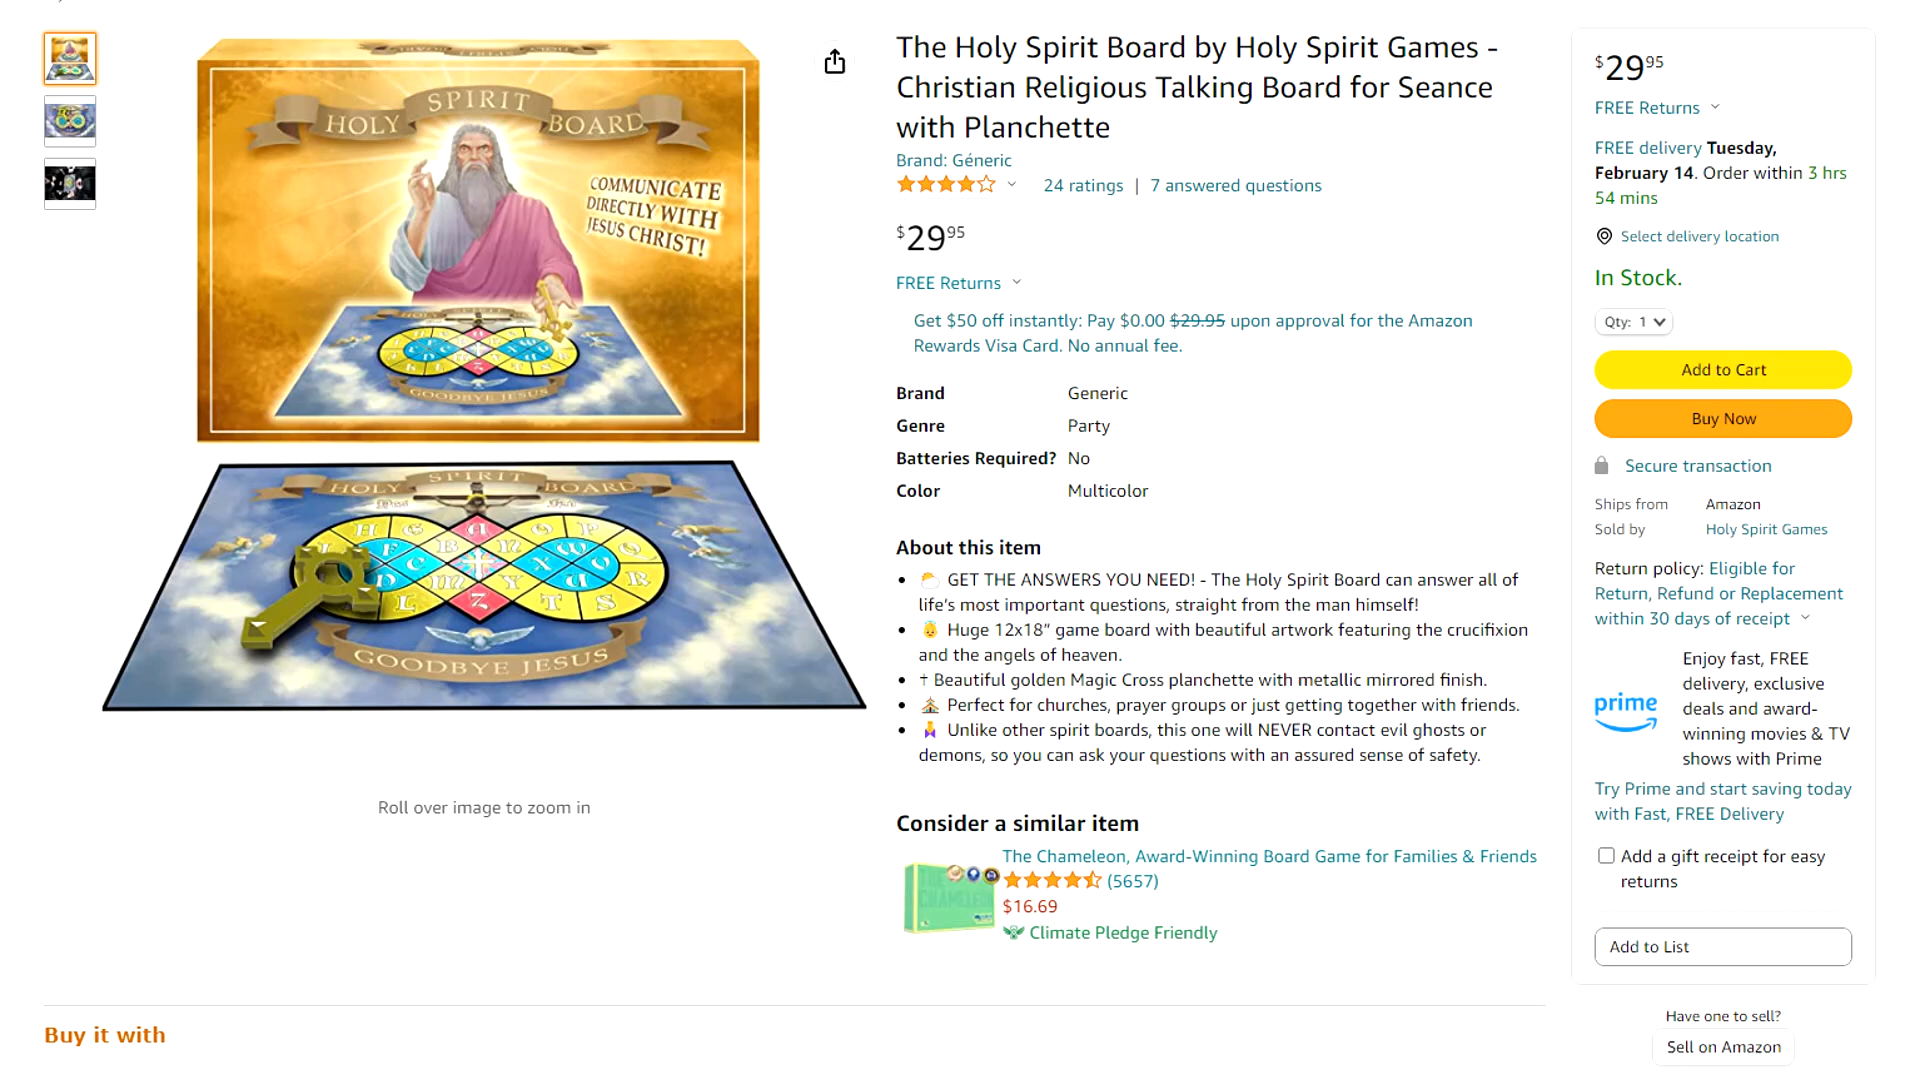 HOLY SPIRIT BOARD
COMMUNICATE
DIRECTLY WITH
JESUS CHRIST!
HOLY SPIRIT BOARD
GOODBYE JESUS
HOLY SPIRIT BOARD
H G A O P
I F B N W Q
C X V
D M Y U R
L Z T S
GOODBYE JESUS
Roll over image to zoom in
The Holy Spirit Board by Holy Spirit Games -
Christian Religious Talking Board for Seance
with Planchette
Brand: Géneric
24 ratings | 7 answered questions
$29 95
FREE Returns
Get $50 off instantly: Pay $0.00 $29.95 upon approval for the Amazon
Rewards Visa Card. No annual fee.
Brand Generic
Genre Party
Batteries Required? No
Color Multicolor
About this item
• GET THE ANSWERS YOU NEED! - The Holy Spirit Board can answer all of
life’s most important questions, straight from the man himself!
• Huge 12x18” game board with beautiful artwork featuring the crucifixion
and the angels of heaven.
• † Beautiful golden Magic Cross planchette with metallic mirrored finish.
• Perfect for churches, prayer groups or just getting together with friends.
• Unlike other spirit boards, this one will NEVER contact evil ghosts or
demons, so you can ask your questions with an assured sense of safety.
Consider a similar item
THE
CHAMELEON
The Chameleon, Award-Winning Board Game for Families & Friends
(5657)
$16.69
Climate Pledge Friendly
Buy it with
$29 95
FREE Returns
FREE delivery Tuesday,
February 14. Order within 3 hrs
54 mins
Select delivery location
In Stock.
Qty: 1
Add to Cart
Buy Now
Secure transaction
Ships from Amazon
Sold by Holy Spirit Games
Return policy: Eligible for
Return, Refund or Replacement
within 30 days of receipt
prime
Enjoy fast, FREE
delivery, exclusive
deals and award-
winning movies & TV
shows with Prime
Try Prime and start saving today
with Fast, FREE Delivery
Add a gift receipt for easy
returns
Add to List
Have one to sell?
Sell on Amazon